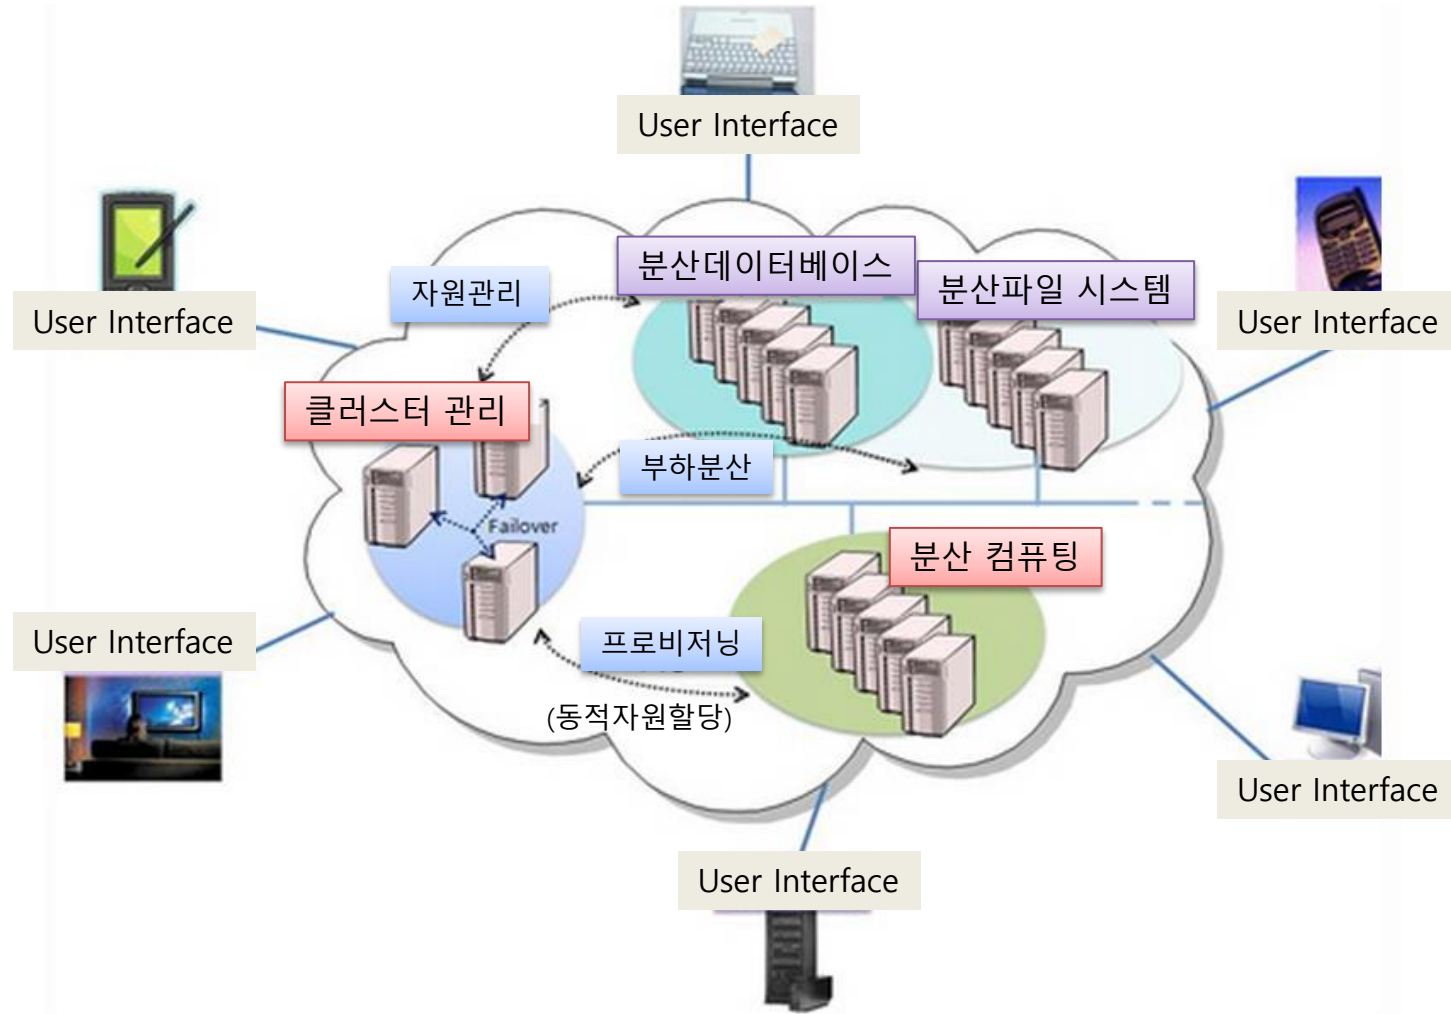 User Interface
분산데이터베이스
자원관리
분산파일 시스템
User Interface
User Interface
클러스터 관리
부하분산
Failover
분산 컴퓨팅
User Interface
프로비저닝
(동적자원할당)
User Interface
User Interface